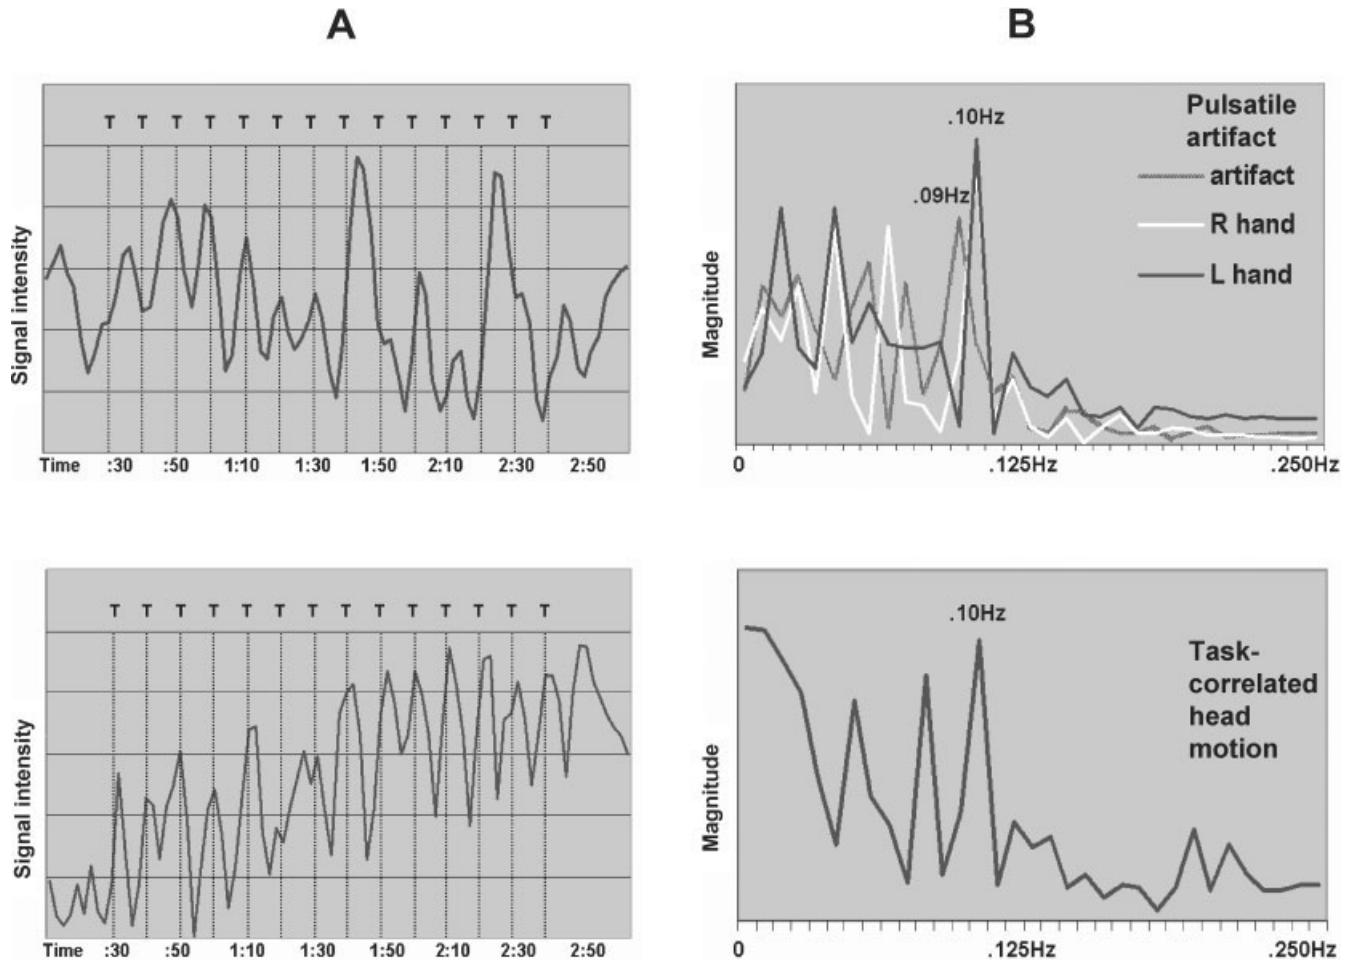 A
B
T T T T T T T T T T T T T T
Signal intensity
Time :30 :50 1:10 1:30 1:50 2:10 2:30 2:50
.10Hz
.09Hz
Pulsatile
artifact
artifact
R hand
L hand
Magnitude
0 .125Hz .250Hz
T T T T T T T T T T T T T T
Signal intensity
Time :30 :50 1:10 1:30 1:50 2:10 2:30 2:50
.10Hz
Task-
correlated
head
motion
Magnitude
0 .125Hz .250Hz